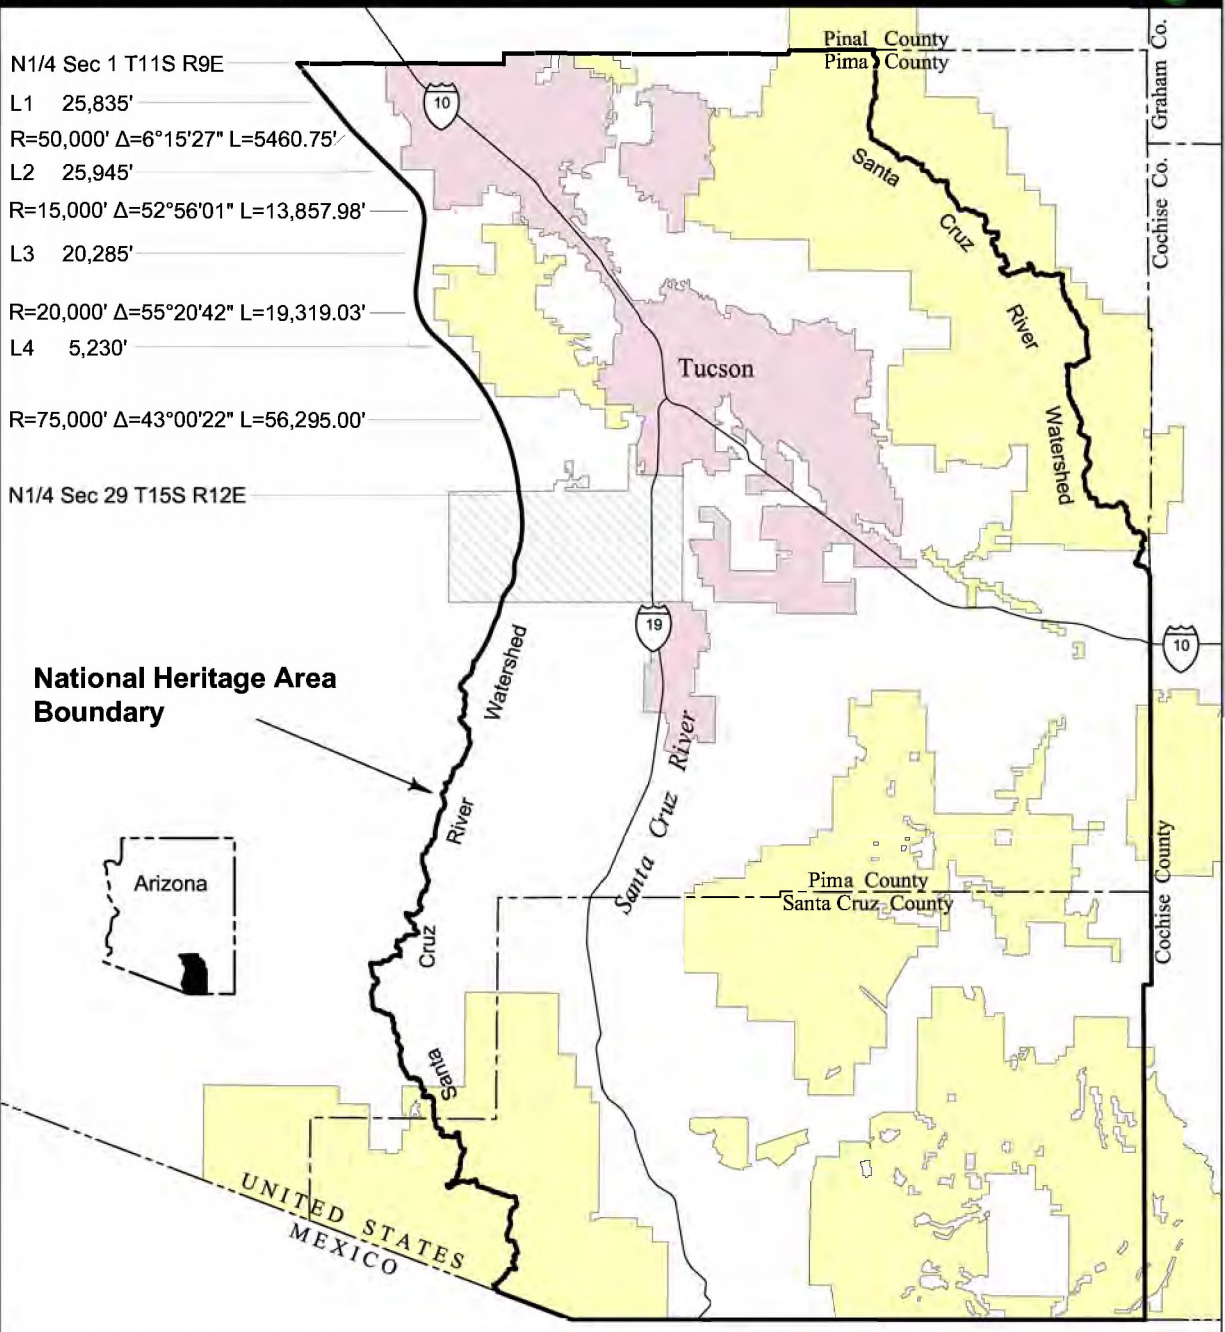 Pinal County
Pima County
Graham Co.
Cochise Co.
N1/4 Sec 1 T11S R9E
L1 25,835'
R=50,000' Δ=6°15'27" L=5460.75'
L2 25,945'
R=15,000' Δ=52°56'01" L=13,857.98'
L3 20,285'
R=20,000' Δ=55°20'42" L=19,319.03'
L4 5,230'
R=75,000' Δ=43°00'22" L=56,295.00'
N1/4 Sec 29 T15S R12E
10
Santa
Cruz
River
Watershed
Tucson
19
10
National Heritage Area
Boundary
Watershed
River
Cruz
Santa
Santa Cruz River
Arizona
Pima County
Santa Cruz County
Cochise County
UNITED STATES
MEXICO